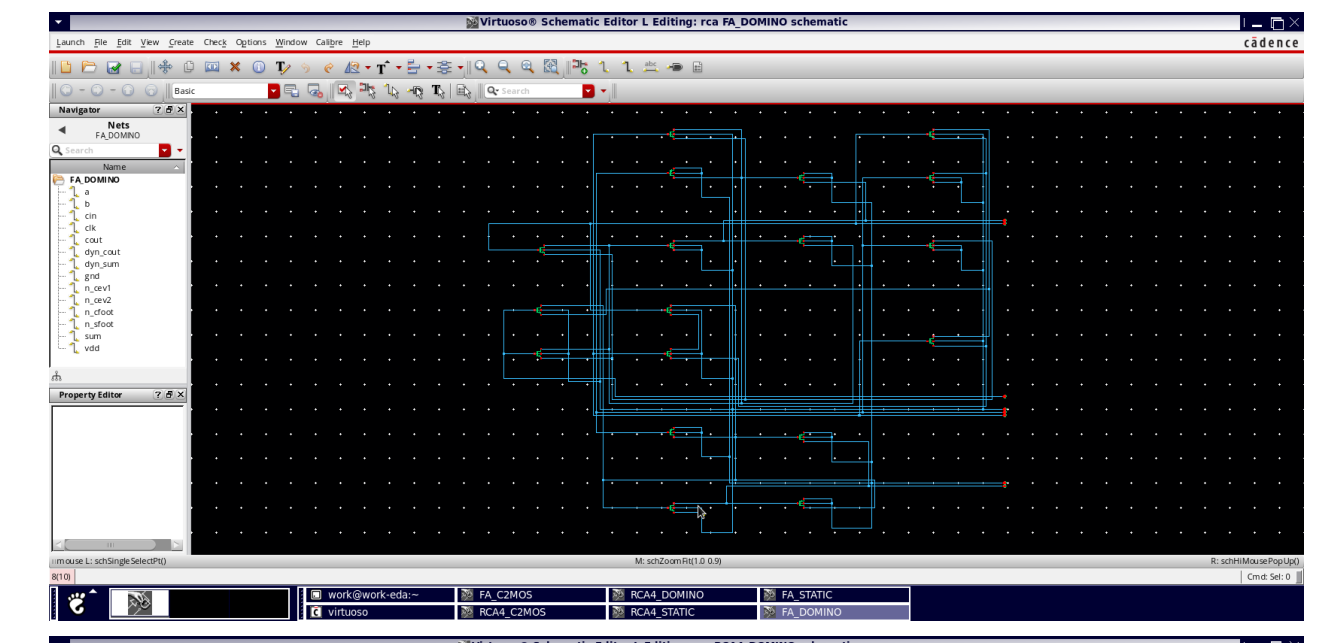 Virtuoso® Schematic Editor L Editing: rca FA_DOMINO schematic
Launch File Edit View Create Check Options Window Calibre Help
cādence
Basic
Search
Navigator
Nets
FA_DOMINO
Search
Name
FA_DOMINO
a
b
cin
clk
cout
dyn_cout
dyn_sum
gnd
n_cev1
n_cev2
n_cfoot
n_sfoot
sum
vdd
Property Editor
mouse L: schSingleSelectPt() M: schZoomFit(1.0 0.9) R: schHiMousePopUp()
8(10) Cmd: Sel: 0
work@work-eda:~ FA_C2MOS RCA4_DOMINO FA_STATIC
virtuoso RCA4_C2MOS RCA4_STATIC FA_DOMINO